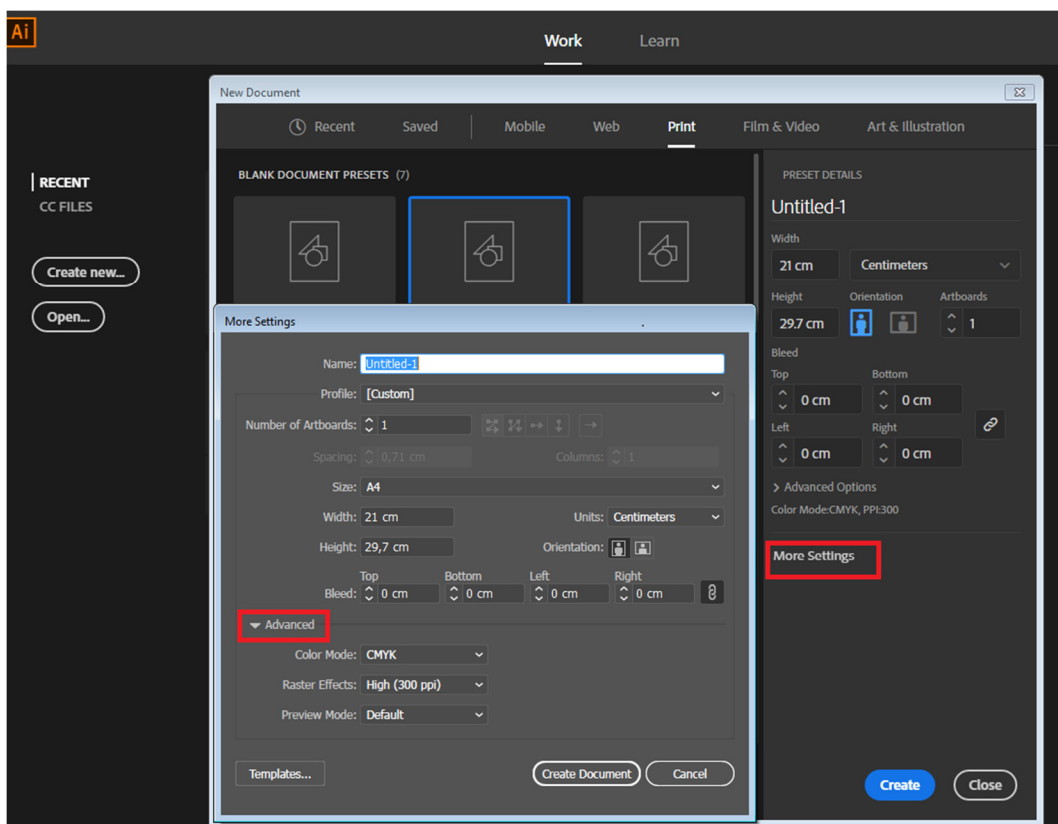 Ai
Work Learn
New Document
Recent Saved Mobile Web Print Film & Video Art & Illustration
RECENT
CC FILES
Create new...
Open...
BLANK DOCUMENT PRESETS (7)
PRESET DETAILS
Untitled-1
Width
21 cm Centimeters
Height Orientation Artboards
29.7 cm 1
Bleed
Top Bottom
0 cm 0 cm
Left Right
0 cm 0 cm
Advanced Options
Color Mode:CMYK, PPI:300
More Settings
Create Close
More Settings
Name: Untitled-1
Profile: [Custom]
Number of Artboards: 1
Spacing: 0,71 cm Columns: 1
Size: A4
Width: 21 cm Units: Centimeters
Height: 29,7 cm Orientation:
Top Bottom Left Right
Bleed: 0 cm 0 cm 0 cm 0 cm
Advanced
Color Mode: CMYK
Raster Effects: High (300 ppi)
Preview Mode: Default
Templates... Create Document Cancel